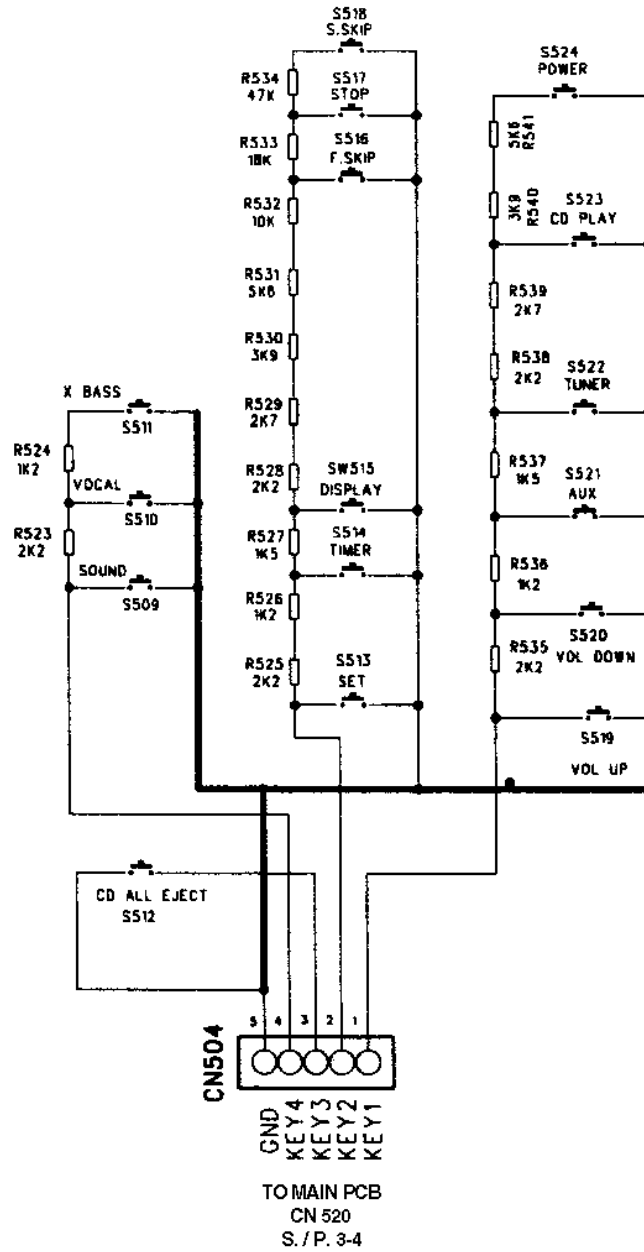 S518
S.SKIP
R534
47K
S517
STOP
R533
18K
S516
F.SKIP
R532
10K
R531
5K6
R530
3K9
R529
2K7
R528
2K2
SW515
DISPLAY
R527
1K5
S514
TIMER
R526
1K2
R525
2K2
S513
SET
X BASS
S511
R524
1K2
VOCAL
S510
R523
2K2
SOUND
S509
S524
POWER
5K6
R541
3K9
R540
S523
CD PLAY
R539
2K7
R538
2K2
S522
TUNER
R537
1K5
S521
AUX
R536
1K2
S520
VOL DOWN
R535
2K2
S519
VOL UP
CD ALL EJECT
S512
5 4 3 2 1
CN504
GND
KEY4
KEY3
KEY2
KEY1
TO MAIN PCB
CN 520
S. / P. 3-4